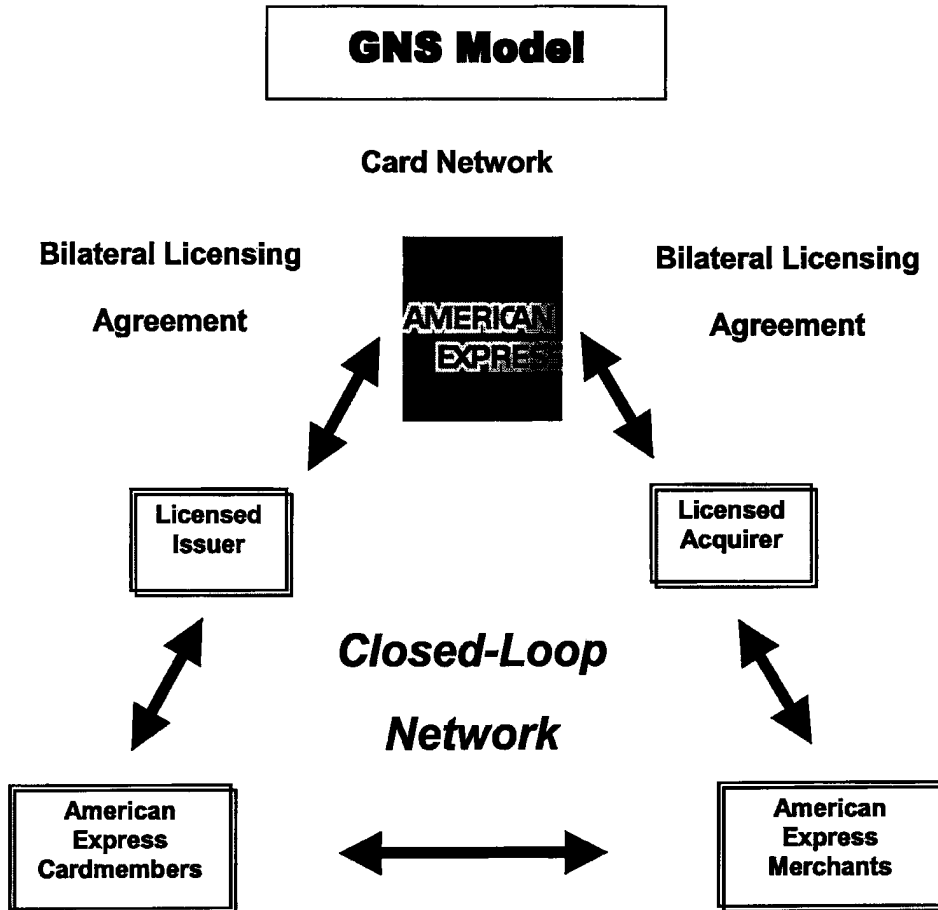 GNS Model
Card Network
Bilateral Licensing
Agreement
AMERICAN
EXPRESS
Bilateral Licensing
Agreement
Licensed
Issuer
Licensed
Acquirer
Closed-Loop
Network
American
Express
Cardmembers
American
Express
Merchants